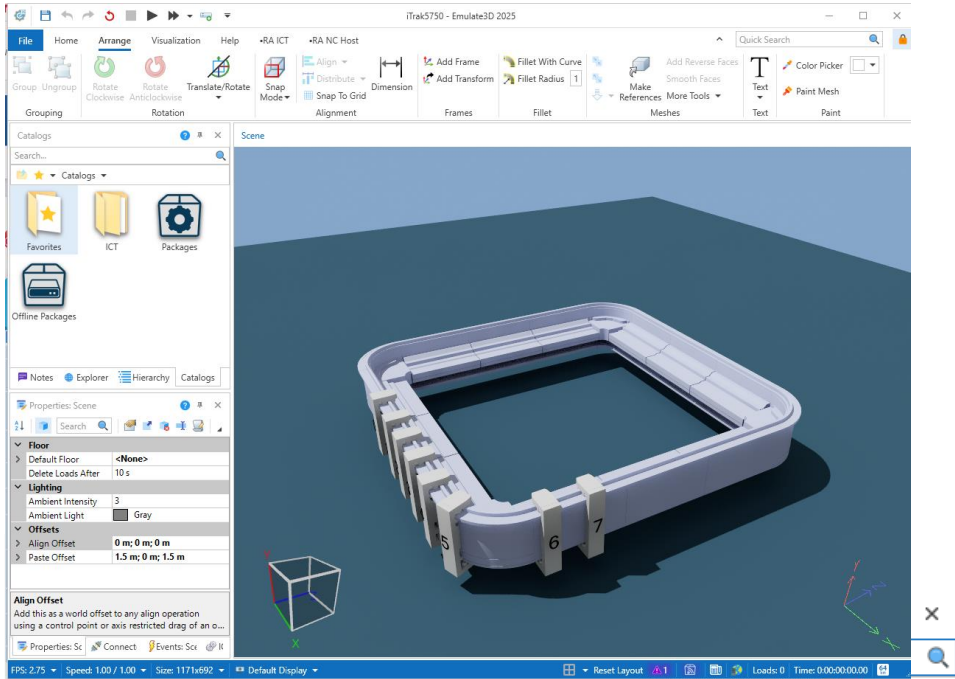 iTrak5750 - Emulate3D 2025
File Home Arrange Visualization Help •RA ICT •RA NC Host
Quick Search
Group Ungroup
Rotate Clockwise
Rotate Anticlockwise
Translate/Rotate
Snap Mode
Align
Distribute
Snap To Grid
Dimension
Add Frame
Add Transform
Fillet With Curve
Fillet Radius 1
Make References
Add Reverse Faces
Smooth Faces
More Tools
Text
Color Picker
Paint Mesh
Grouping Rotation Alignment Frames Fillet Meshes Text Paint
Catalogs
Search...
Catalogs
Favorites ICT Packages
Offline Packages
Notes Explorer Hierarchy Catalogs
Properties: Scene
Search
Floor
Default Floor <None>
Delete Loads After 10 s
Lighting
Ambient Intensity 3
Ambient Light Gray
Offsets
Align Offset 0 m; 0 m; 0 m
Paste Offset 1.5 m; 0 m; 1.5 m
Align Offset
Add this as a world offset to any align operation
using a control point or axis restricted drag of an o...
Properties: Sc Connect Events: Sce
Scene
5
6
7
Y
X
Y
Z
X
FPS: 2.75 Speed: 1.00 / 1.00 Size: 1171x692 Default Display Reset Layout 1 Loads: 0 Time: 0:00:00:00.00 64